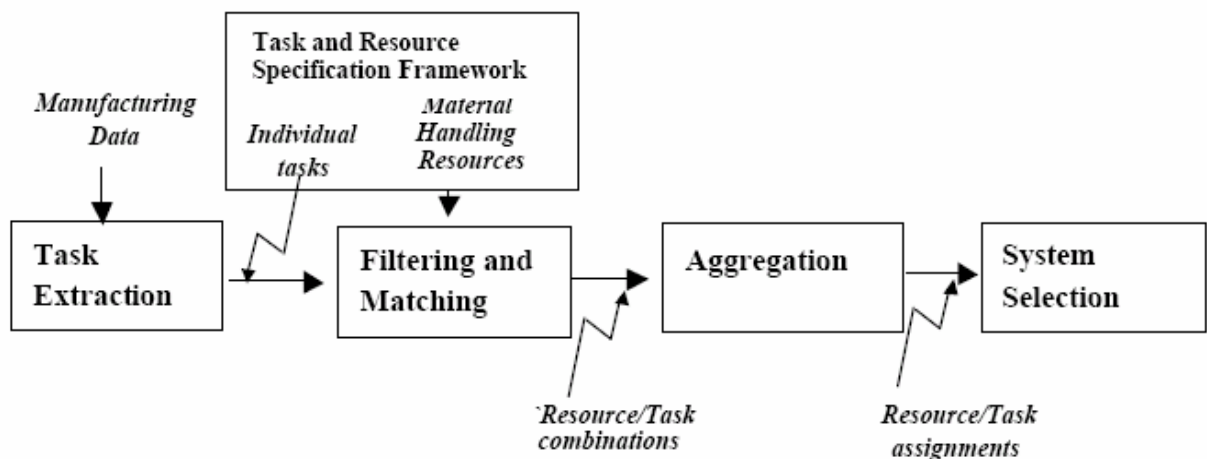 Task and Resource
Specification Framework
Manufacturing
Data
Individual
tasks
Material
Handling
Resources
Task
Extraction
Filtering and
Matching
Aggregation
System
Selection
`Resource/Task
combinations
Resource/Task
assignments